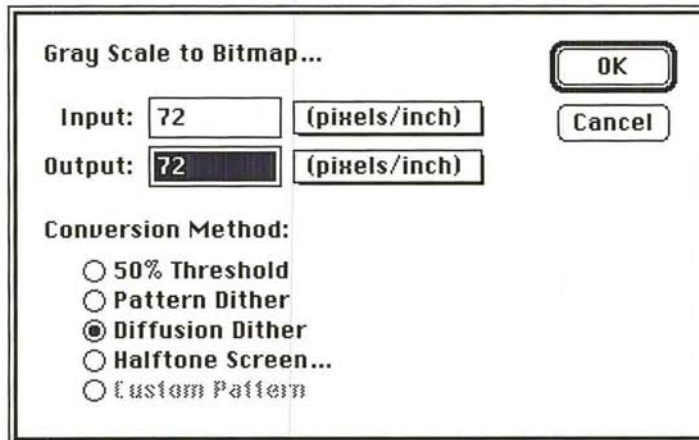 Gray Scale to Bitmap...
OK
Input: 72 (pixels/inch)
Cancel
Output: 72 (pixels/inch)
Conversion Method:
50% Threshold
Pattern Dither
Diffusion Dither
Halftone Screen...
Custom Pattern